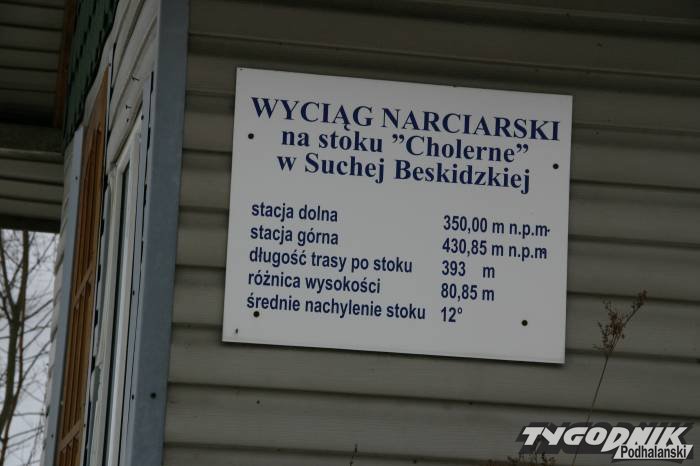 WYCIĄG NARCIARSKI
na stoku ”Cholerne”
w Suchej Beskidzkiej
stacja dolna 350,00 m n.p.m.
stacja górna 430,85 m n.p.m.
długość trasy po stoku 393 m
różnica wysokości 80,85 m
średnie nachylenie stoku 12°
TYGODNIK
Podhalański